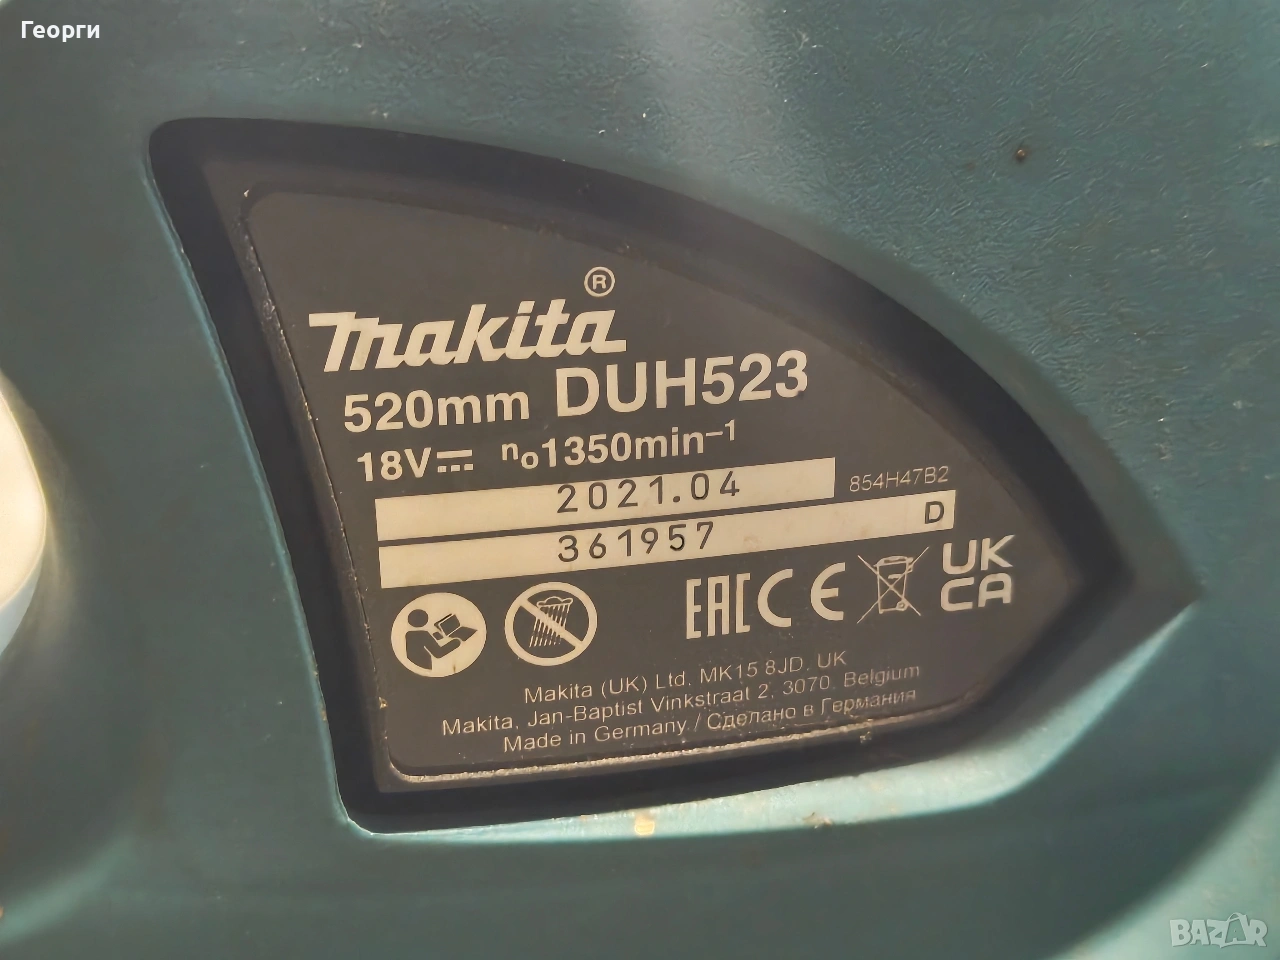 Георги
Makita®
520mm DUH523
18V⎓ n₀1350min⁻¹
2021.04 854H47B2
361957 D
EAC CE UK CA
Makita (UK) Ltd. MK15 8JD, UK
Makita, Jan-Baptist Vinkstraat 2, 3070 Belgium
Made in Germany / Сделано в Германия
BAZAR